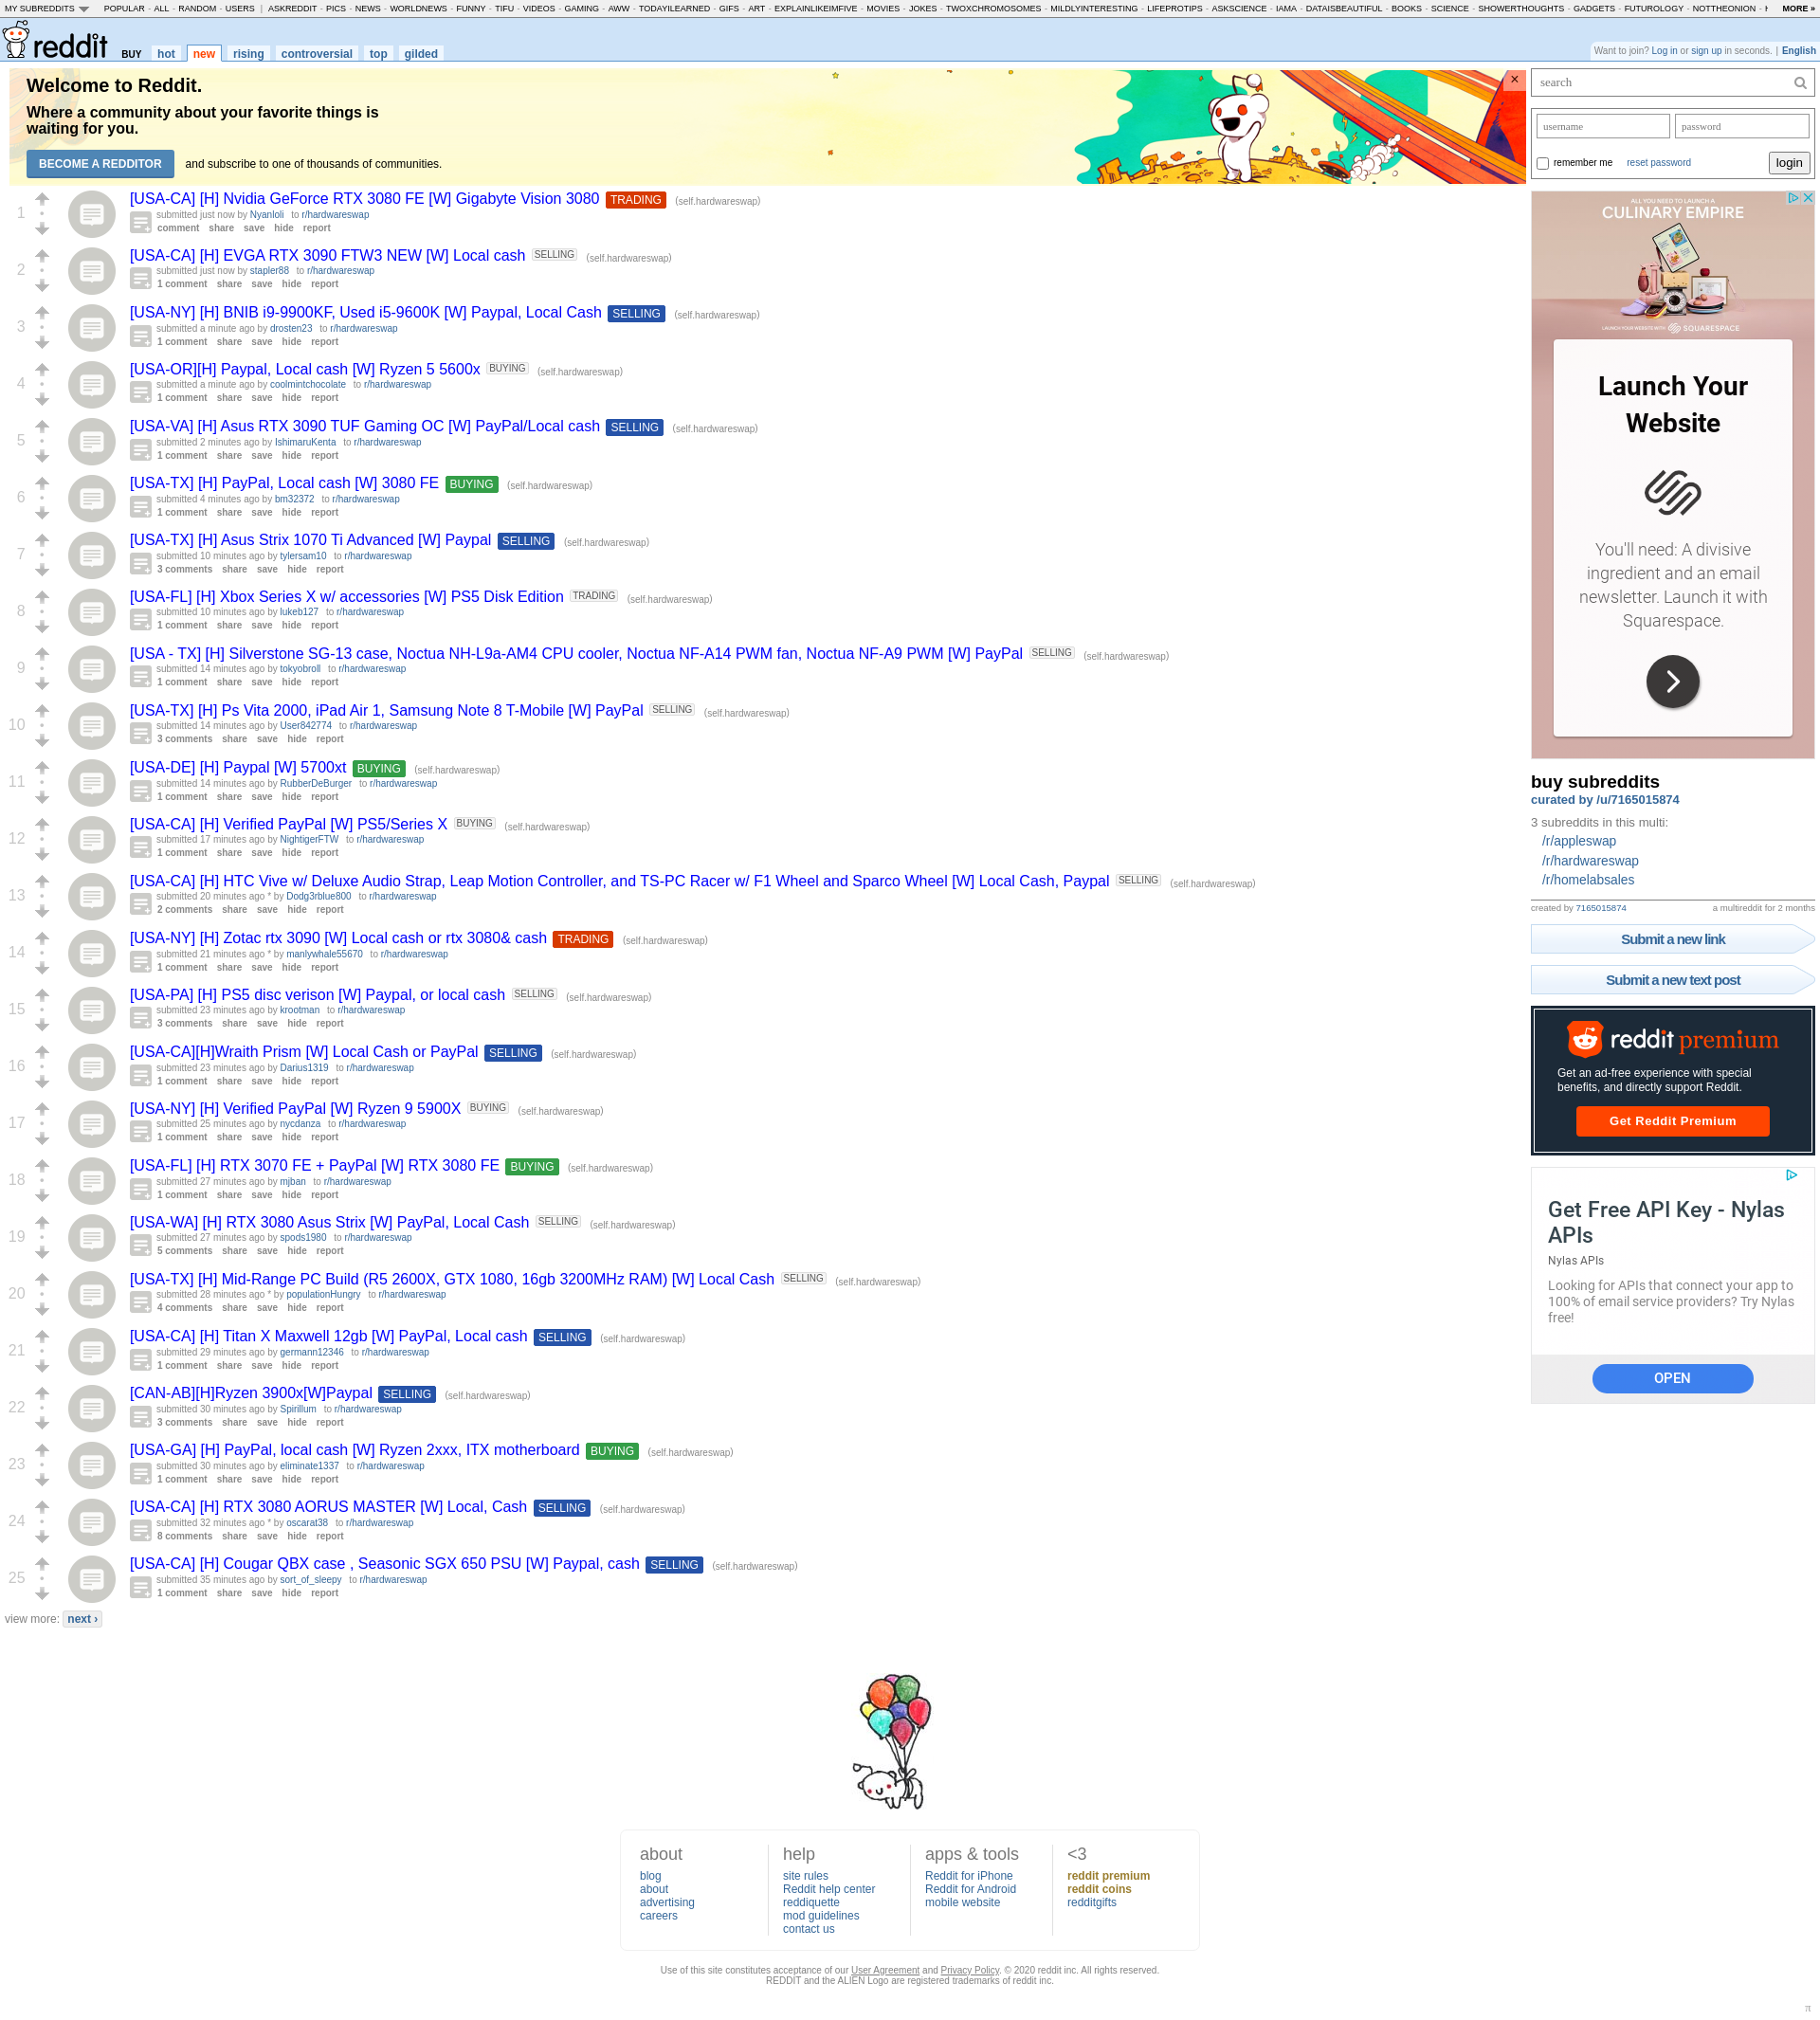 MY SUBREDDITS POPULAR - ALL - RANDOM - USERS | ASKREDDIT - PICS - NEWS - WORLDNEWS - FUNNY - TIFU - VIDEOS - GAMING - AWW - TODAYILEARNED - GIFS - ART - EXPLAINLIKEIMFIVE - MOVIES - JOKES - TWOXCHROMOSOMES - MILDLYINTERESTING - LIFEPROTIPS - ASKSCIENCE - IAMA - DATAISBEAUTIFUL - BOOKS - SCIENCE - SHOWERTHOUGHTS - GADGETS - FUTUROLOGY - NOTTHEONION - MORE »
reddit BUY hot new rising controversial top gilded
Want to join? Log in or sign up in seconds. | English
Welcome to Reddit.
Where a community about your favorite things is
waiting for you.
BECOME A REDDITOR and subscribe to one of thousands of communities.
1
[USA-CA] [H] Nvidia GeForce RTX 3080 FE [W] Gigabyte Vision 3080 TRADING (self.hardwareswap)
submitted just now by Nyanloli to r/hardwareswap
comment share save hide report
2
[USA-CA] [H] EVGA RTX 3090 FTW3 NEW [W] Local cash SELLING (self.hardwareswap)
submitted just now by stapler88 to r/hardwareswap
1 comment share save hide report
3
[USA-NY] [H] BNIB i9-9900KF, Used i5-9600K [W] Paypal, Local Cash SELLING (self.hardwareswap)
submitted a minute ago by drosten23 to r/hardwareswap
1 comment share save hide report
4
[USA-OR][H] Paypal, Local cash [W] Ryzen 5 5600x BUYING (self.hardwareswap)
submitted a minute ago by coolmintchocolate to r/hardwareswap
1 comment share save hide report
5
[USA-VA] [H] Asus RTX 3090 TUF Gaming OC [W] PayPal/Local cash SELLING (self.hardwareswap)
submitted 2 minutes ago by IshimaruKenta to r/hardwareswap
1 comment share save hide report
6
[USA-TX] [H] PayPal, Local cash [W] 3080 FE BUYING (self.hardwareswap)
submitted 4 minutes ago by bm32372 to r/hardwareswap
1 comment share save hide report
7
[USA-TX] [H] Asus Strix 1070 Ti Advanced [W] Paypal SELLING (self.hardwareswap)
submitted 10 minutes ago by tylersam10 to r/hardwareswap
3 comments share save hide report
8
[USA-FL] [H] Xbox Series X w/ accessories [W] PS5 Disk Edition TRADING (self.hardwareswap)
submitted 10 minutes ago by lukeb127 to r/hardwareswap
1 comment share save hide report
9
[USA - TX] [H] Silverstone SG-13 case, Noctua NH-L9a-AM4 CPU cooler, Noctua NF-A14 PWM fan, Noctua NF-A9 PWM [W] PayPal SELLING (self.hardwareswap)
submitted 14 minutes ago by tokyobroll to r/hardwareswap
1 comment share save hide report
10
[USA-TX] [H] Ps Vita 2000, iPad Air 1, Samsung Note 8 T-Mobile [W] PayPal SELLING (self.hardwareswap)
submitted 14 minutes ago by User842774 to r/hardwareswap
3 comments share save hide report
11
[USA-DE] [H] Paypal [W] 5700xt BUYING (self.hardwareswap)
submitted 14 minutes ago by RubberDeBurger to r/hardwareswap
1 comment share save hide report
12
[USA-CA] [H] Verified PayPal [W] PS5/Series X BUYING (self.hardwareswap)
submitted 17 minutes ago by NightigerFTW to r/hardwareswap
1 comment share save hide report
13
[USA-CA] [H] HTC Vive w/ Deluxe Audio Strap, Leap Motion Controller, and TS-PC Racer w/ F1 Wheel and Sparco Wheel [W] Local Cash, Paypal SELLING (self.hardwareswap)
submitted 20 minutes ago * by Dodg3rblue800 to r/hardwareswap
2 comments share save hide report
14
[USA-NY] [H] Zotac rtx 3090 [W] Local cash or rtx 3080& cash TRADING (self.hardwareswap)
submitted 21 minutes ago * by manlywhale55670 to r/hardwareswap
1 comment share save hide report
15
[USA-PA] [H] PS5 disc verison [W] Paypal, or local cash SELLING (self.hardwareswap)
submitted 23 minutes ago by krootman to r/hardwareswap
3 comments share save hide report
16
[USA-CA][H]Wraith Prism [W] Local Cash or PayPal SELLING (self.hardwareswap)
submitted 23 minutes ago by Darius1319 to r/hardwareswap
1 comment share save hide report
17
[USA-NY] [H] Verified PayPal [W] Ryzen 9 5900X BUYING (self.hardwareswap)
submitted 25 minutes ago by nycdanza to r/hardwareswap
1 comment share save hide report
18
[USA-FL] [H] RTX 3070 FE + PayPal [W] RTX 3080 FE BUYING (self.hardwareswap)
submitted 27 minutes ago by mjban to r/hardwareswap
1 comment share save hide report
19
[USA-WA] [H] RTX 3080 Asus Strix [W] PayPal, Local Cash SELLING (self.hardwareswap)
submitted 27 minutes ago by spods1980 to r/hardwareswap
5 comments share save hide report
20
[USA-TX] [H] Mid-Range PC Build (R5 2600X, GTX 1080, 16gb 3200MHz RAM) [W] Local Cash SELLING (self.hardwareswap)
submitted 28 minutes ago * by populationHungry to r/hardwareswap
4 comments share save hide report
21
[USA-CA] [H] Titan X Maxwell 12gb [W] PayPal, Local cash SELLING (self.hardwareswap)
submitted 29 minutes ago by germann12346 to r/hardwareswap
1 comment share save hide report
22
[CAN-AB][H]Ryzen 3900x[W]Paypal SELLING (self.hardwareswap)
submitted 30 minutes ago by Spirillum to r/hardwareswap
3 comments share save hide report
23
[USA-GA] [H] PayPal, local cash [W] Ryzen 2xxx, ITX motherboard BUYING (self.hardwareswap)
submitted 30 minutes ago by eliminate1337 to r/hardwareswap
1 comment share save hide report
24
[USA-CA] [H] RTX 3080 AORUS MASTER [W] Local, Cash SELLING (self.hardwareswap)
submitted 32 minutes ago * by oscarat38 to r/hardwareswap
8 comments share save hide report
25
[USA-CA] [H] Cougar QBX case , Seasonic SGX 650 PSU [W] Paypal, cash SELLING (self.hardwareswap)
submitted 35 minutes ago by sort_of_sleepy to r/hardwareswap
1 comment share save hide report
view more: next ›
search
username password
remember me reset password login
ALL YOU NEED TO LAUNCH A
CULINARY EMPIRE
LAUNCH YOUR WEBSITE WITH SQUARESPACE
Launch Your
Website
You'll need: A divisive
ingredient and an email
newsletter. Launch it with
Squarespace.
buy subreddits
curated by /u/7165015874
3 subreddits in this multi:
/r/appleswap
/r/hardwareswap
/r/homelabsales
created by 7165015874 a multireddit for 2 months
Submit a new link
Submit a new text post
reddit premium
Get an ad-free experience with special
benefits, and directly support Reddit.
Get Reddit Premium
Get Free API Key - Nylas
APIs
Nylas APIs
Looking for APIs that connect your app to
100% of email service providers? Try Nylas
free!
OPEN
about
blog
about
advertising
careers
help
site rules
Reddit help center
reddiquette
mod guidelines
contact us
apps & tools
Reddit for iPhone
Reddit for Android
mobile website
<3
reddit premium
reddit coins
redditgifts
Use of this site constitutes acceptance of our User Agreement and Privacy Policy. © 2020 reddit inc. All rights reserved.
REDDIT and the ALIEN Logo are registered trademarks of reddit inc.
π